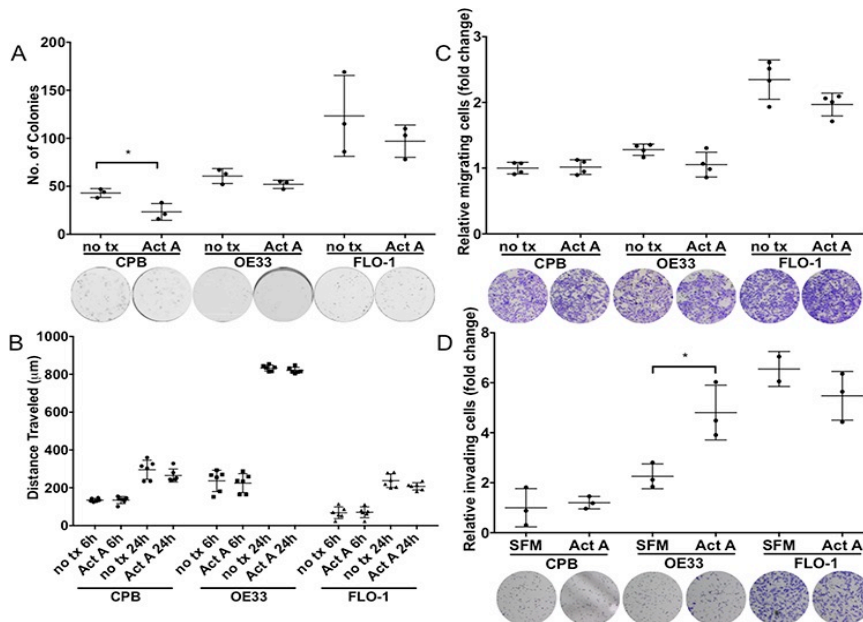 A
No. of Colonies
200
150
100
50
0
*
no tx Act A no tx Act A no tx Act A
CPB OE33 FLO-1
B
Distance Traveled (μm)
1000
800
600
400
200
0
no tx 6h Act A 6h no tx 24h Act A 24h no tx 6h Act A 6h no tx 24h Act A 24h no tx 6h Act A 6h no tx 24h Act A 24h
CPB OE33 FLO-1
C
Relative migrating cells (fold change)
3
2
1
0
no tx Act A no tx Act A no tx Act A
CPB OE33 FLO-1
D
Relative invading cells (fold change)
8
6
4
2
0
*
SFM Act A SFM Act A SFM Act A
CPB OE33 FLO-1